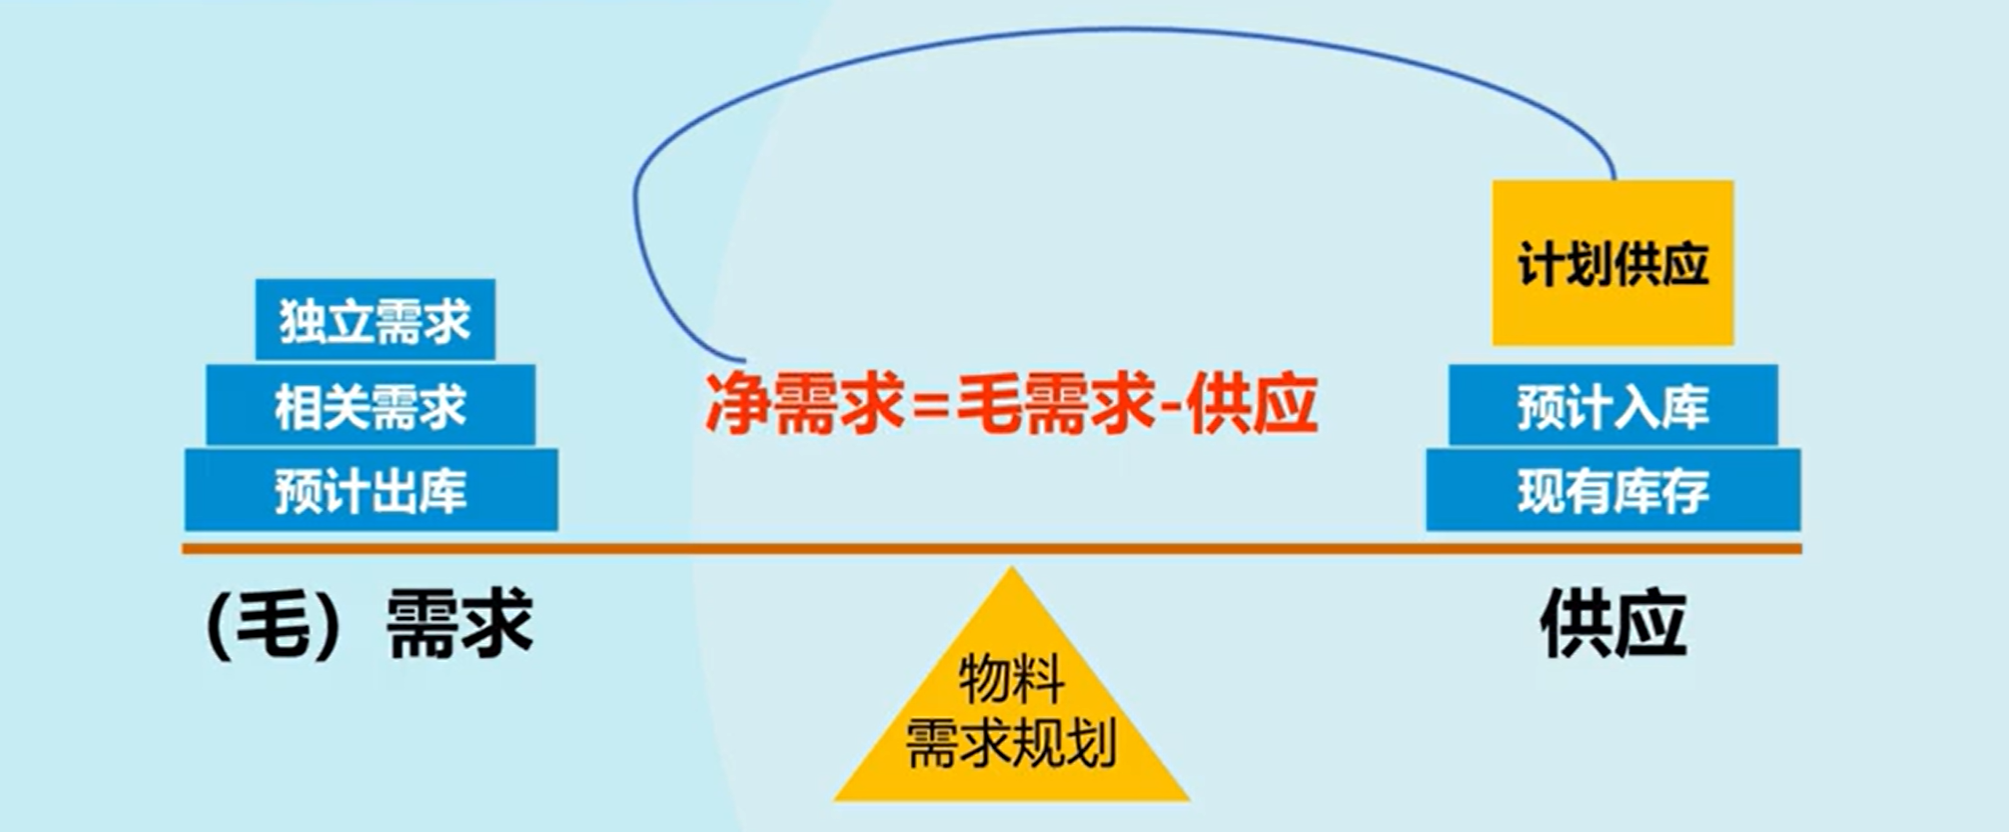 独立需求
相关需求
预计出库
（毛）需求
净需求=毛需求-供应
物料
需求规划
计划供应
预计入库
现有库存
供应